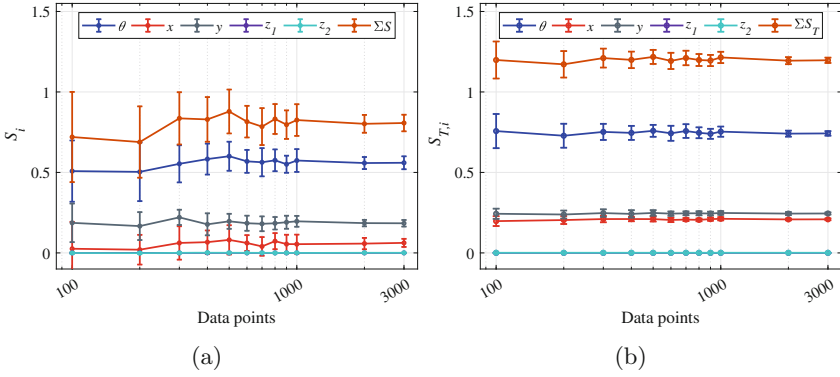 θ x y z1 z2 ΣS
1.5
1
0.5
0
Si
100 1000 3000
Data points
(a)
θ x y z1 z2 ΣST
1.5
1
0.5
0
ST,i
100 1000 3000
Data points
(b)